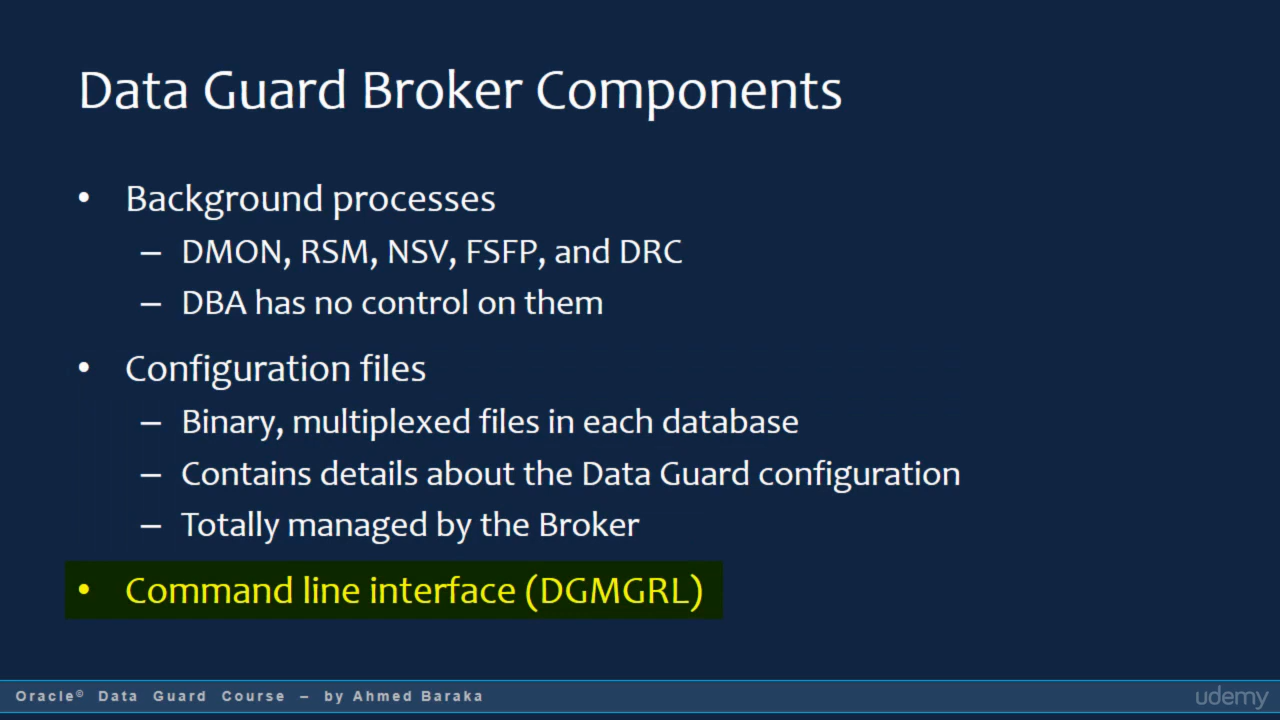 Data Guard Broker Components
• Background processes
– DMON, RSM, NSV, FSFP, and DRC
– DBA has no control on them
• Configuration files
– Binary, multiplexed files in each database
– Contains details about the Data Guard configuration
– Totally managed by the Broker
• Command line interface (DGMGRL)
Oracle® Data Guard Course – by Ahmed Baraka
udemy